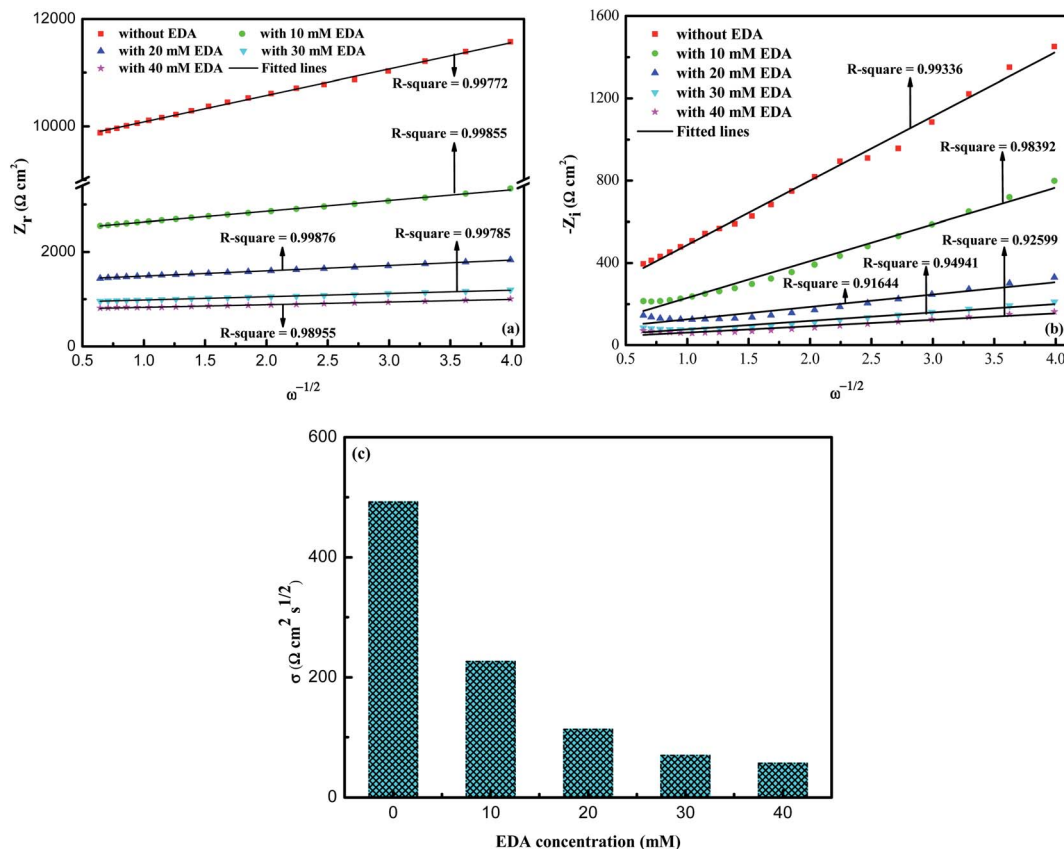 12000
10000
2000
0
Zr (Ω cm²)
without EDA
with 10 mM EDA
with 20 mM EDA
with 30 mM EDA
with 40 mM EDA
Fitted lines
R-square = 0.99772
R-square = 0.99855
R-square = 0.99876
R-square = 0.99785
R-square = 0.98955
(a)
0.5 1.0 1.5 2.0 2.5 3.0 3.5 4.0
ω−1/2
1600
1200
800
400
0
-Zi (Ω cm²)
without EDA
with 10 mM EDA
with 20 mM EDA
with 30 mM EDA
with 40 mM EDA
Fitted lines
R-square = 0.99336
R-square = 0.98392
R-square = 0.92599
R-square = 0.94941
R-square = 0.91644
(b)
0.5 1.0 1.5 2.0 2.5 3.0 3.5 4.0
ω−1/2
600
400
200
0
σ (Ω cm² s1/2)
(c)
0 10 20 30 40
EDA concentration (mM)